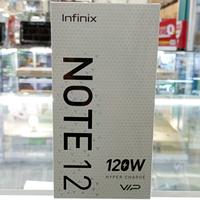 Infinix
NOTE 12
120W
HYPER CHARGE
VIP